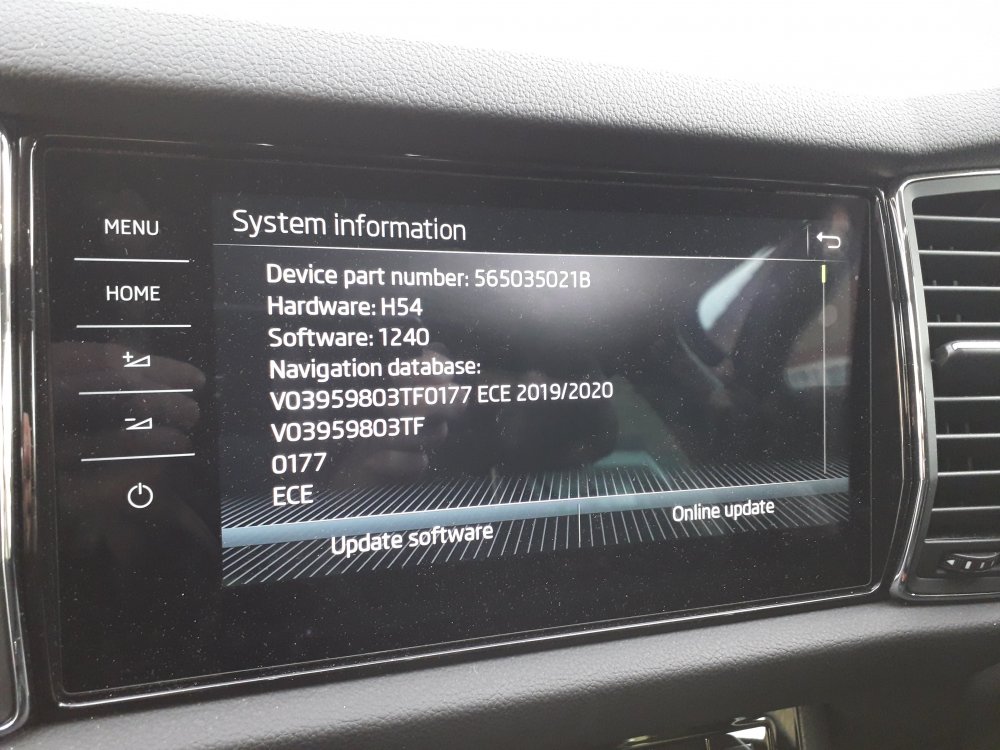 MENU
HOME
System information
Device part number: 565035021B
Hardware: H54
Software: 1240
Navigation database:
V03959803TF0177 ECE 2019/2020
V03959803TF
0177
ECE
Update software
Online update